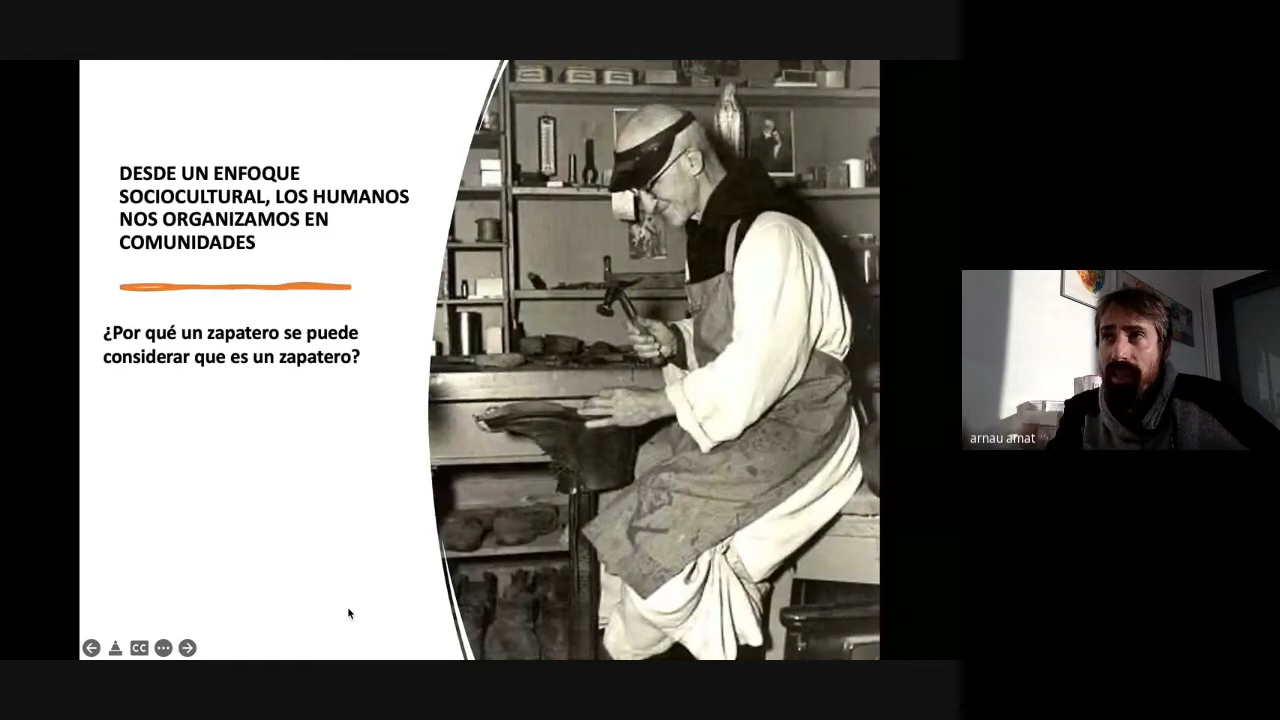 DESDE UN ENFOQUE
SOCIOCULTURAL, LOS HUMANOS
NOS ORGANIZAMOS EN
COMUNIDADES
¿Por qué un zapatero se puede
considerar que es un zapatero?
CC
arnau amat